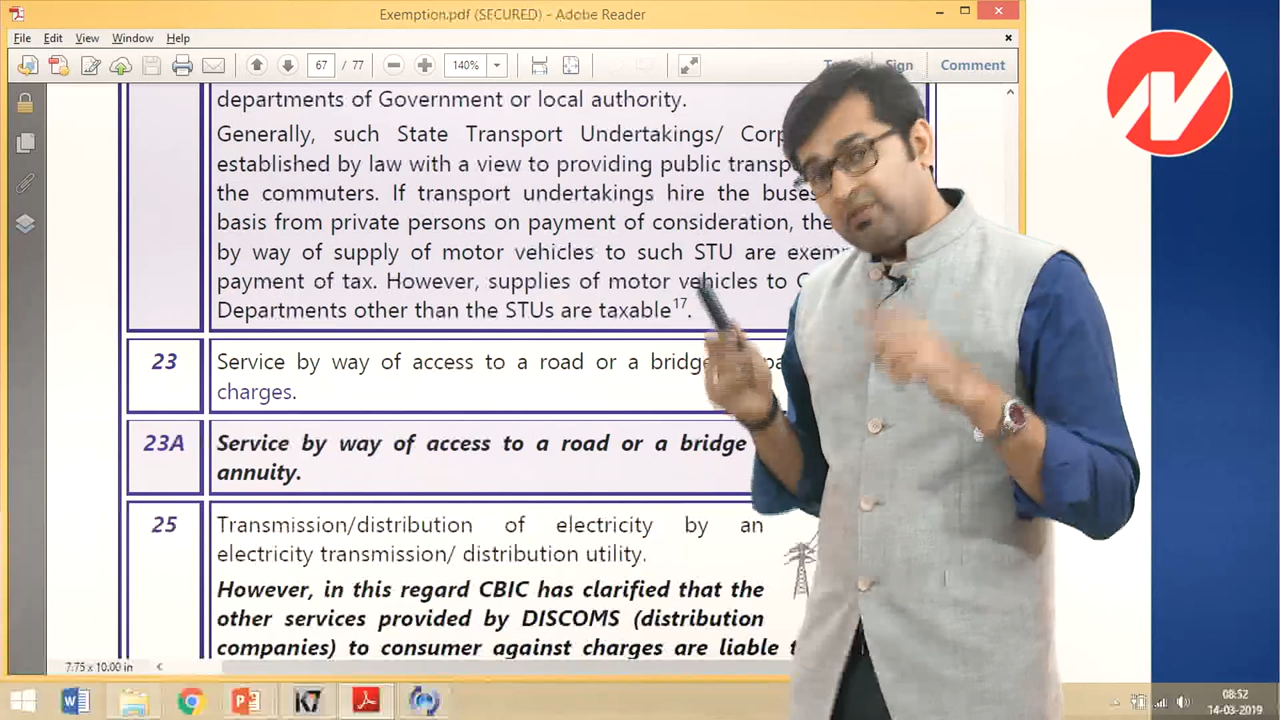 Exemption.pdf (SECURED) - Adobe Reader
File Edit View Window Help
67 / 77 140% Sign Comment
departments of Government or local authority.
Generally, such State Transport Undertakings/
established by law with a view to providing public
the commuters. If transport undertakings hire the buses
basis from private persons on payment of consideration,
by way of supply of motor vehicles to such STU are
payment of tax. However, supplies of motor vehicles to
Departments other than the STUs are taxable17.
23 Service by way of access to a road or a bridge
charges.
23A Service by way of access to a road or a bridge
annuity.
25 Transmission/distribution of electricity by an
electricity transmission/ distribution utility.
However, in this regard CBIC has clarified that the
other services provided by DISCOMS (distribution
companies) to consumer against charges are liable
7.75 x 10.00 in
08:52
14-03-2019